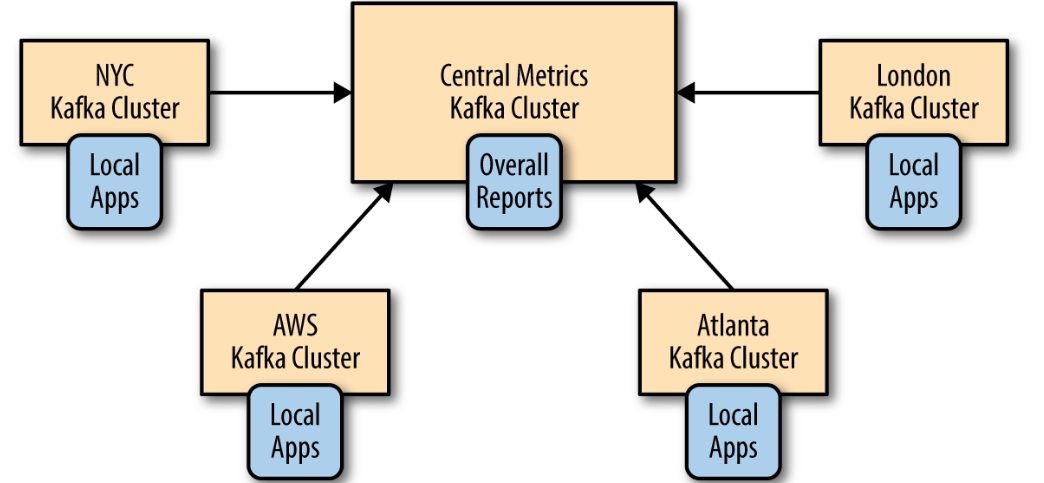 NYC
Kafka Cluster
Local
Apps
Central Metrics
Kafka Cluster
Overall
Reports
London
Kafka Cluster
Local
Apps
AWS
Kafka Cluster
Local
Apps
Atlanta
Kafka Cluster
Local
Apps